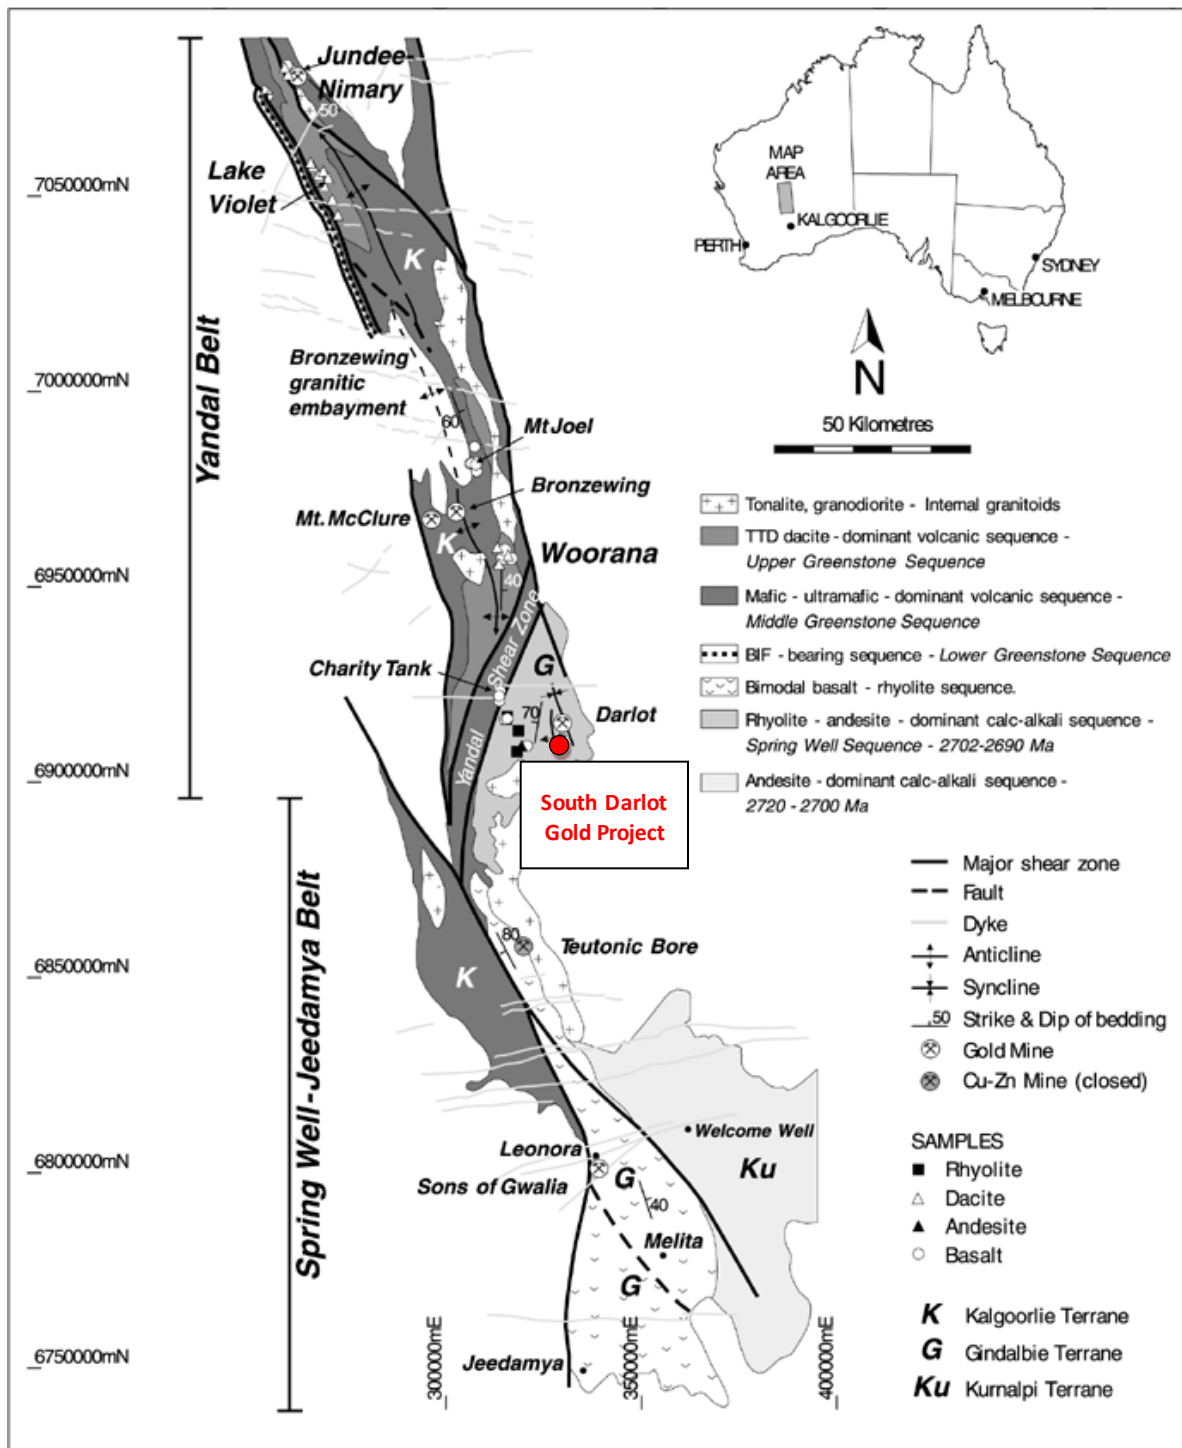 Jundee-
Nimary
50
Lake
Violet
7050000mN
K
Yandal Belt
Bronzewing
granitic
embayment
7000000mN
60
Mt Joel
Bronzewing
Mt. McClure
K
Woorana
40
6950000mN
Yandal Shear Zone
G
Charity Tank
70
Darlot
6900000mN
South Darlot
Gold Project
Spring Well-Jeedamya Belt
80
Teutonic Bore
6850000mN
K
Welcome Well
Leonora
Ku
6800000mN
Sons of Gwalia
G
40
Melita
G
Jeedamya
6750000mN
300000mE
350000mE
400000mE
MAP
AREA
KALGOORLIE
PERTH
SYDNEY
MELBOURNE
N
50 Kilometres
Tonalite, granodiorite - Internal granitoids
TTD dacite - dominant volcanic sequence -
Upper Greenstone Sequence
Mafic - ultramafic - dominant volcanic sequence -
Middle Greenstone Sequence
BIF - bearing sequence - Lower Greenstone Sequence
Bimodal basalt - rhyolite sequence.
Rhyolite - andesite - dominant calc-alkali sequence -
Spring Well Sequence - 2702-2690 Ma
Andesite - dominant calc-alkali sequence -
2720 - 2700 Ma
Major shear zone
Fault
Dyke
Anticline
Syncline
50 Strike & Dip of bedding
Gold Mine
Cu-Zn Mine (closed)
SAMPLES
Rhyolite
Dacite
Andesite
Basalt
K Kalgoorlie Terrane
G Gindalbie Terrane
Ku Kurnalpi Terrane